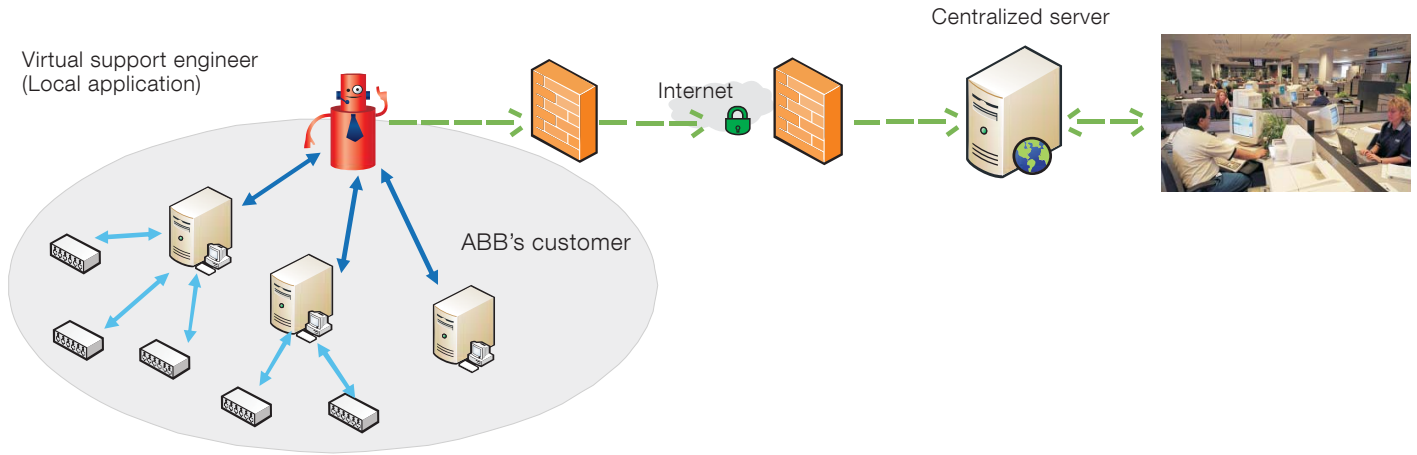 Centralized server
Virtual support engineer
(Local application)
Internet
ABB's customer